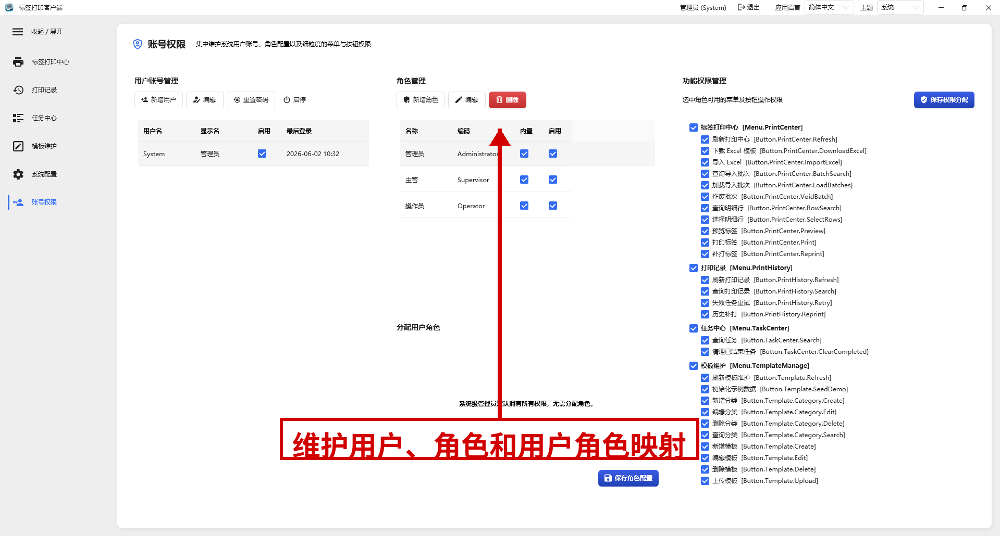 标签打印客户端
管理员 (System)
退出
应用语言
简体中文
主题
系统
收起 / 展开
标签打印中心
打印记录
任务中心
模板维护
系统配置
账号权限
账号权限
集中维护系统用户账号、角色配置以及细粒度的菜单与按钮权限
用户账号管理
新增用户
编辑
重置密码
启停
用户名 显示名 启用 最后登录
System 管理员 2026-06-02 10:32
角色管理
新增角色
编辑
删除
名称 编码 内置 启用
管理员 Administrator
主管 Supervisor
操作员 Operator
分配用户角色
系统级管理员默认拥有所有权限，无需分配角色。
维护用户、角色和用户角色映射
保存角色配置
功能权限管理
选中角色可用的菜单及按钮操作权限
保存权限分配
标签打印中心 [Menu.PrintCenter]
刷新打印中心 [Button.PrintCenter.Refresh]
下载 Excel 模板 [Button.PrintCenter.DownloadExcel]
导入 Excel [Button.PrintCenter.ImportExcel]
查询导入批次 [Button.PrintCenter.BatchSearch]
加载导入批次 [Button.PrintCenter.LoadBatches]
作废批次 [Button.PrintCenter.VoidBatch]
查询明细行 [Button.PrintCenter.RowSearch]
选择明细行 [Button.PrintCenter.SelectRows]
预览标签 [Button.PrintCenter.Preview]
打印标签 [Button.PrintCenter.Print]
补打标签 [Button.PrintCenter.Reprint]
打印记录 [Menu.PrintHistory]
刷新打印记录 [Button.PrintHistory.Refresh]
查询打印记录 [Button.PrintHistory.Search]
失败任务重试 [Button.PrintHistory.Retry]
历史补打 [Button.PrintHistory.Reprint]
任务中心 [Menu.TaskCenter]
查询任务 [Button.TaskCenter.Search]
清理已结束任务 [Button.TaskCenter.ClearCompleted]
模板维护 [Menu.TemplateManage]
刷新模板维护 [Button.Template.Refresh]
初始化示例数据 [Button.Template.SeedDemo]
新增分类 [Button.Template.Category.Create]
编辑分类 [Button.Template.Category.Edit]
删除分类 [Button.Template.Category.Delete]
查询分类 [Button.Template.Category.Search]
新增模板 [Button.Template.Create]
编辑模板 [Button.Template.Edit]
删除模板 [Button.Template.Delete]
上传模板 [Button.Template.Upload]